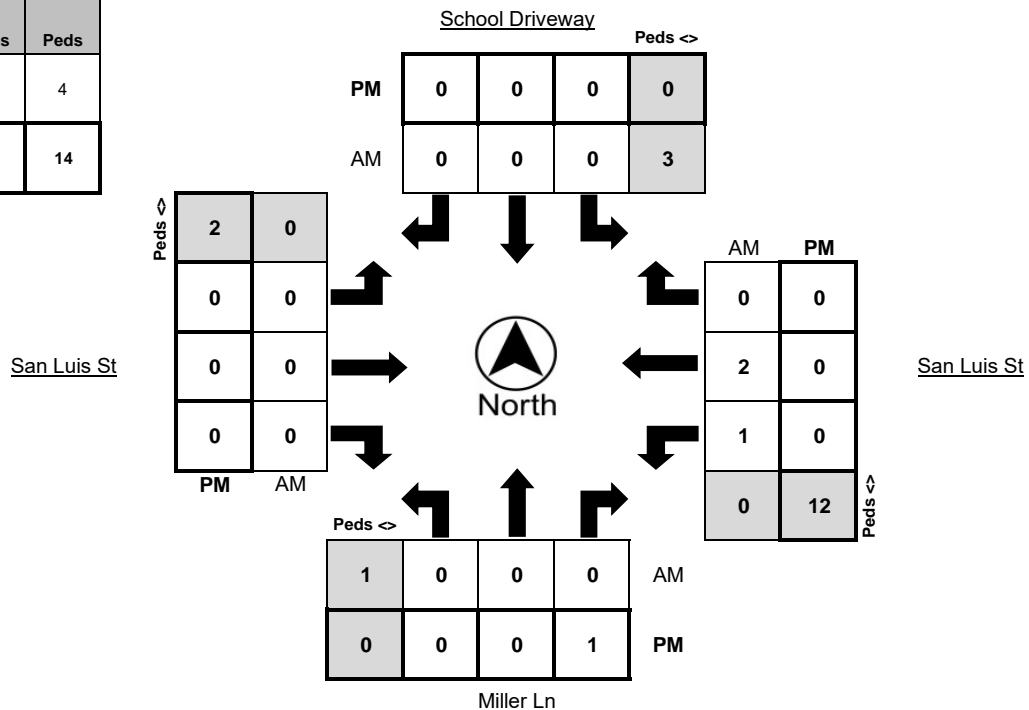 School Driveway
Peds <>
s Peds
PM 0 0 0 0
4
AM 0 0 0 3
14
Peds <>
2 0
AM PM
0 0
0 0
San Luis St
0 0
North
2 0
San Luis St
0 0
1 0
PM AM
0 12
Peds <>
Peds <>
1 0 0 0 AM
0 0 0 1 PM
Miller Ln